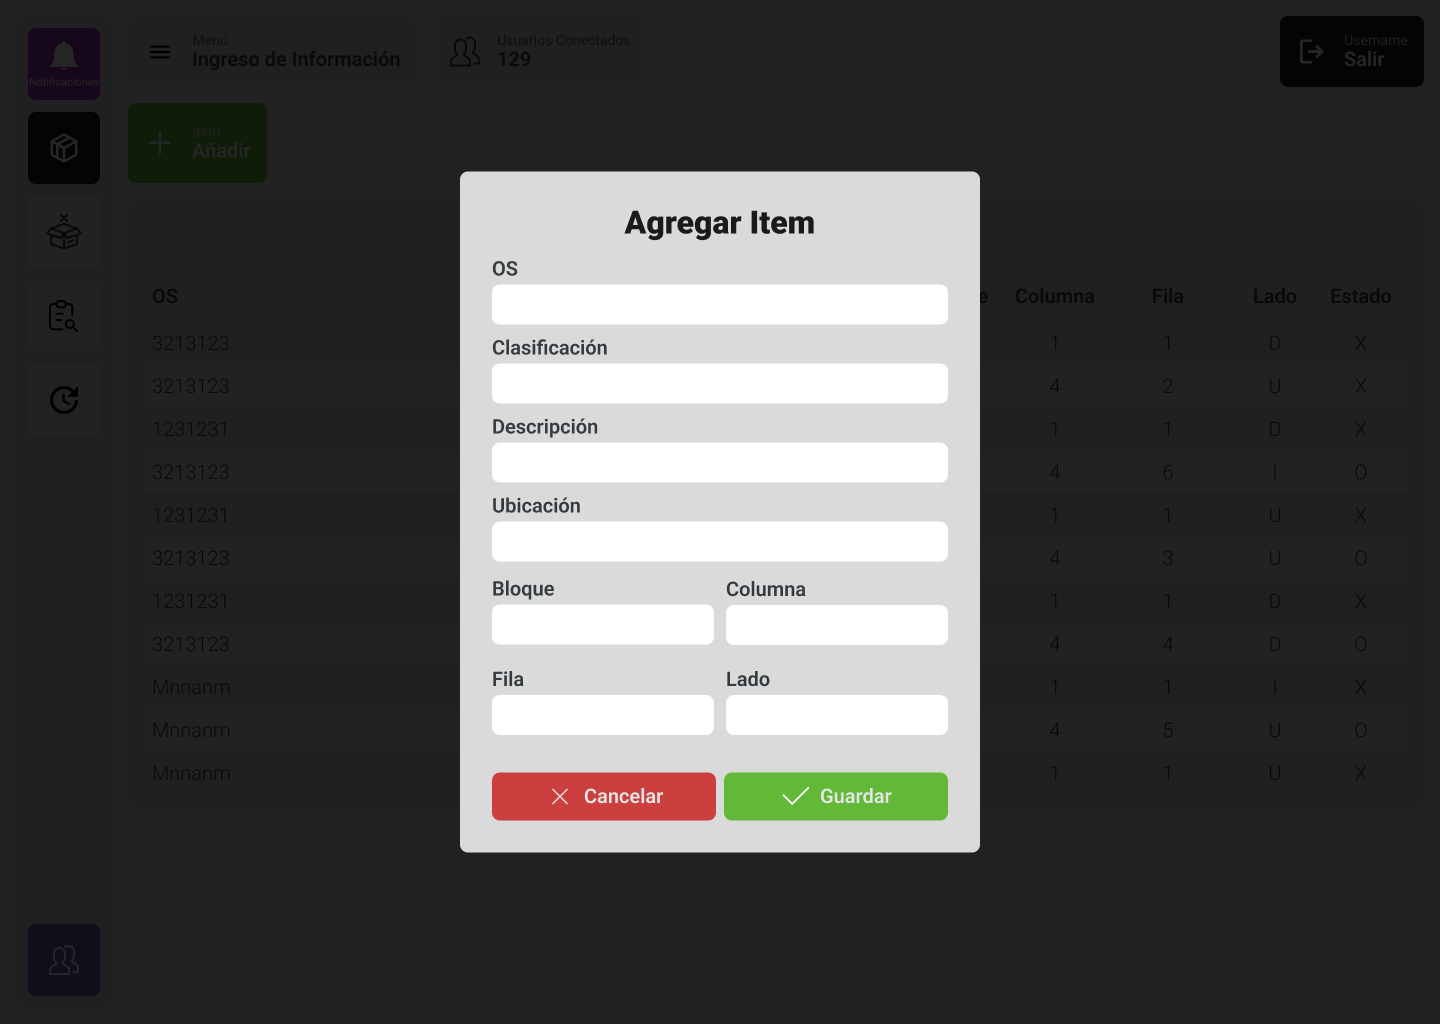 Notificaciones
Menú
Ingreso de Información
Usuarios Conectados
129
Username
Salir
Item
Añadir
OS e Columna Fila Lado Estado
3213123 1 1 D X
3213123 4 2 U X
1231231 1 1 D X
3213123 4 6 I O
1231231 1 1 U X
3213123 4 3 U O
1231231 1 1 D X
3213123 4 4 D O
Mnnanm 1 1 I X
Mnnanm 4 5 U O
Mnnanm 1 1 U X
Agregar Item
OS
Clasificación
Descripción
Ubicación
Bloque Columna
Fila Lado
Cancelar Guardar